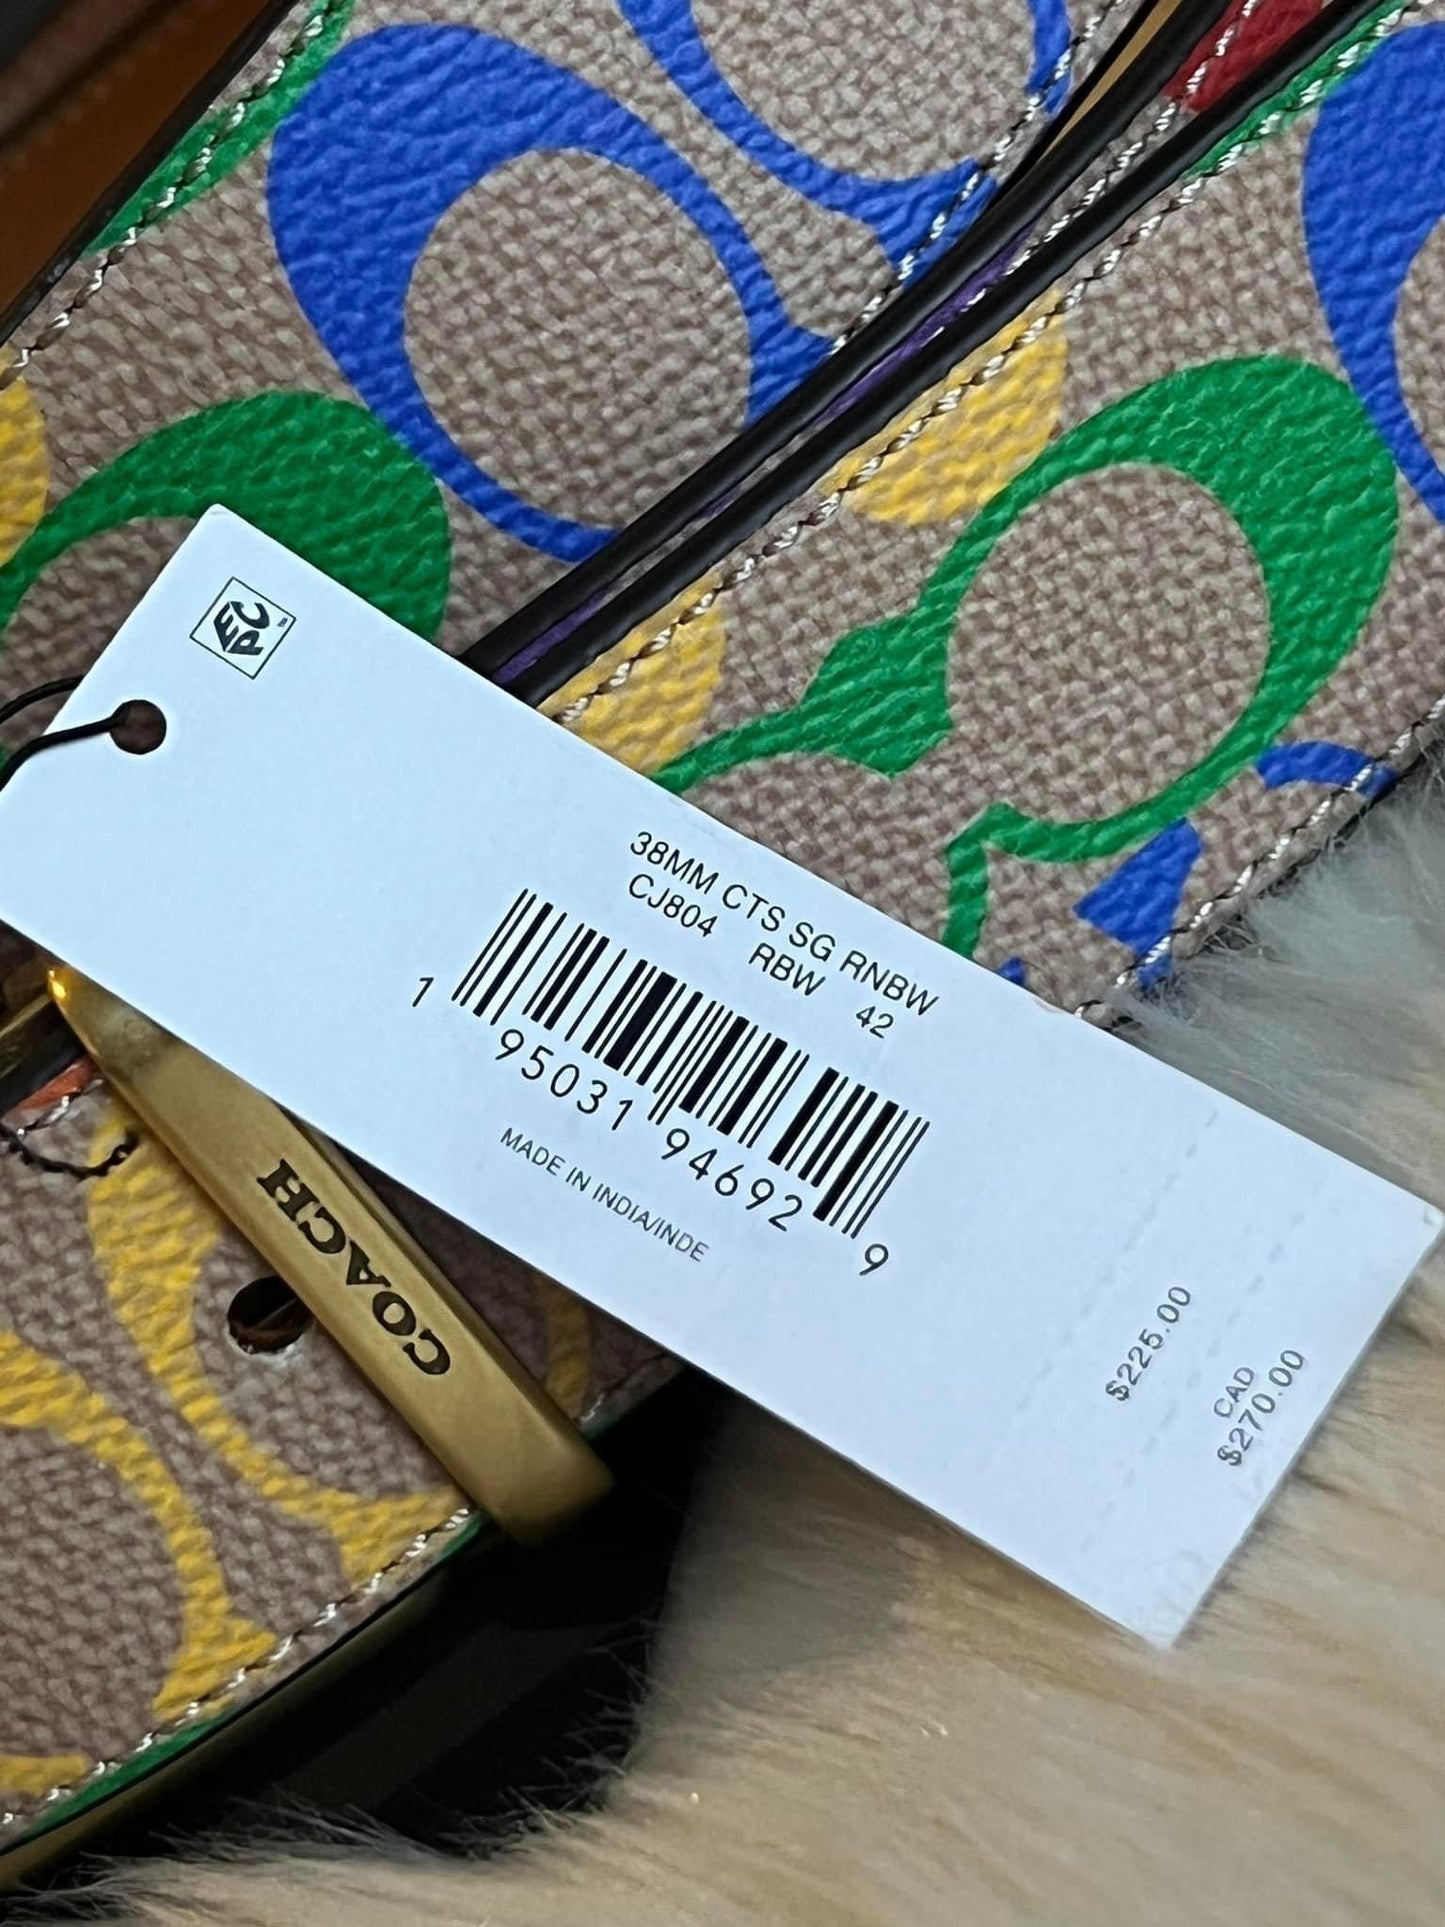 EPC
38MM CTS SG RNBW
CJ804 RBW 42
1 95031 94692 9
MADE IN INDIA/INDE
$225.00
CAD
$270.00
COACH